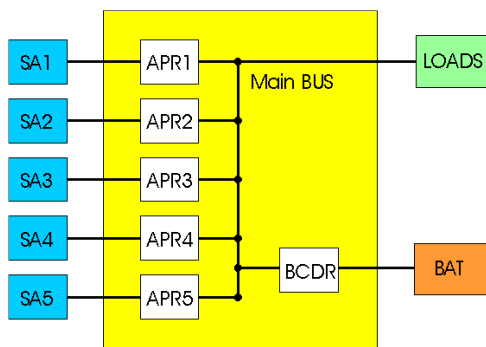 SA1 APR1 LOADS
Main BUS
SA2 APR2
SA3 APR3
SA4 APR4
BCDR BAT
SA5 APR5